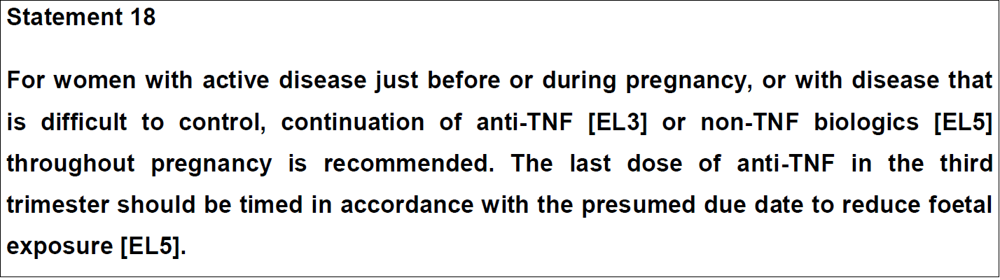 Statement 18
For women with active disease just before or during pregnancy, or with disease that
is difficult to control, continuation of anti-TNF [EL3] or non-TNF biologics [EL5]
throughout pregnancy is recommended. The last dose of anti-TNF in the third
trimester should be timed in accordance with the presumed due date to reduce foetal
exposure [EL5].